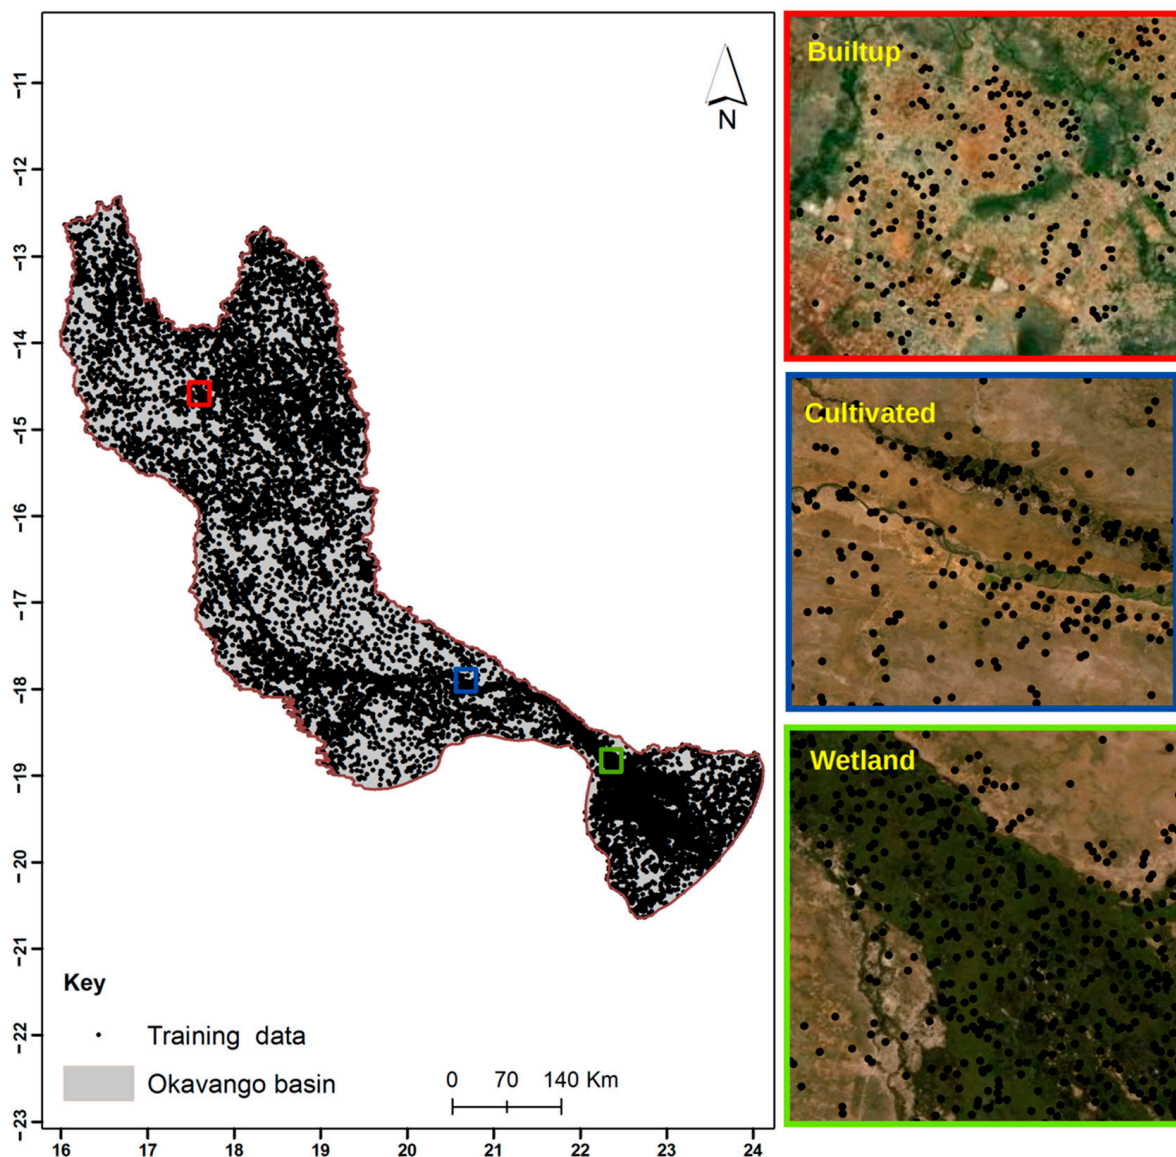 N
−11
−12
−13
−14
−15
−16
−17
−18
−19
−20
−21
−22
−23
Key
Training data
Okavango basin
0 70 140 Km
16 17 18 19 20 21 22 23 24
Builtup
Cultivated
Wetland